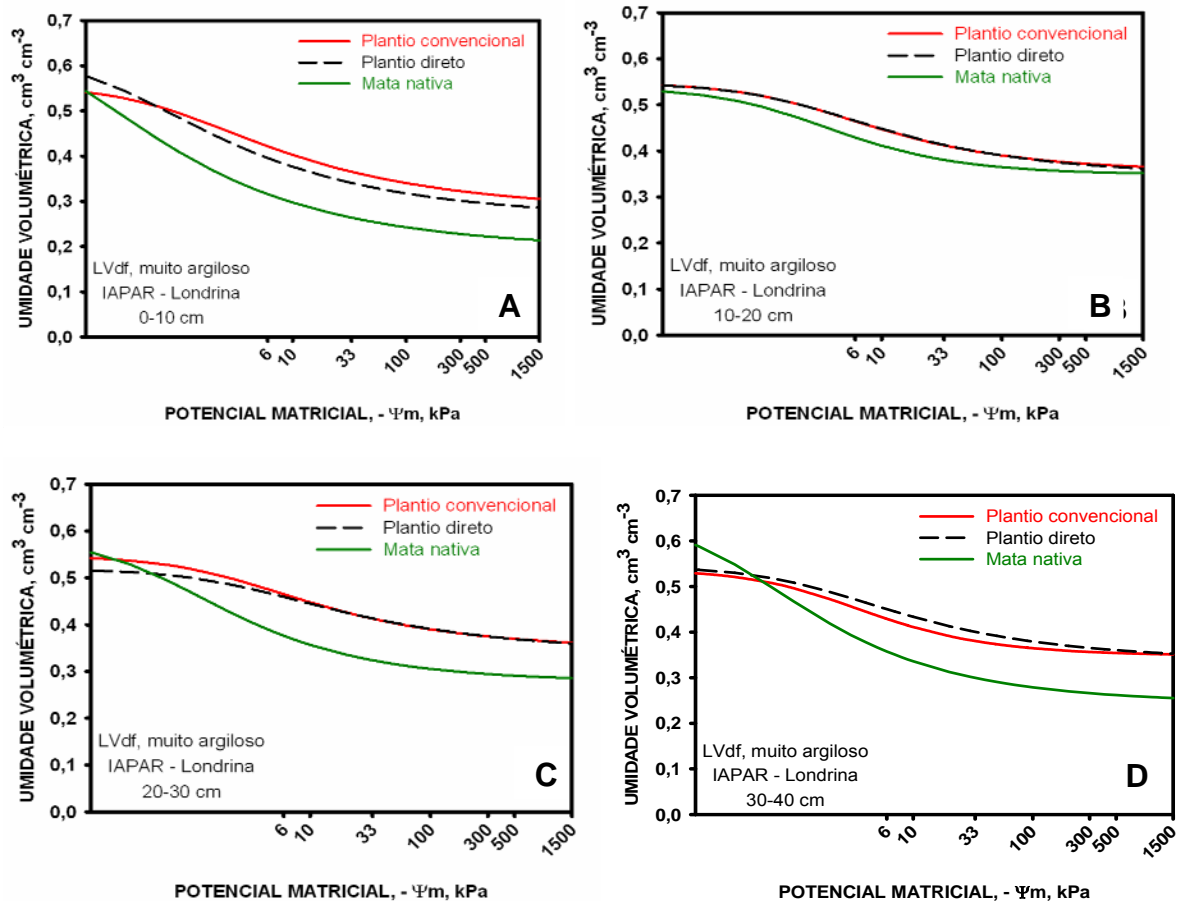 UMIDADE VOLUMÉTRICA, cm³ cm⁻³
0,7
0,6
0,5
0,4
0,3
0,2
0,1
0,0
Plantio convencional
Plantio direto
Mata nativa
LVdf, muito argiloso
IAPAR - Londrina
0-10 cm
A
6 10 33 100 300 500 1500
POTENCIAL MATRICIAL, - Ψm, kPa
UMIDADE VOLUMÉTRICA, cm³ cm⁻³
0,7
0,6
0,5
0,4
0,3
0,2
0,1
0,0
Plantio convencional
Plantio direto
Mata nativa
LVdf, muito argiloso
IAPAR - Londrina
10-20 cm
B
6 10 33 100 300 500 1500
POTENCIAL MATRICIAL, - Ψm, kPa
UMIDADE VOLUMÉTRICA, cm³ cm⁻³
0,7
0,6
0,5
0,4
0,3
0,2
0,1
0,0
Plantio convencional
Plantio direto
Mata nativa
LVdf, muito argiloso
IAPAR - Londrina
20-30 cm
C
6 10 33 100 300 500 1500
POTENCIAL MATRICIAL, - Ψm, kPa
UMIDADE VOLUMÉTRICA, cm³ cm⁻³
0,7
0,6
0,5
0,4
0,3
0,2
0,1
0,0
Plantio convencional
Plantio direto
Mata nativa
LVdf, muito argiloso
IAPAR - Londrina
30-40 cm
D
6 10 33 100 300 500 1500
POTENCIAL MATRICIAL, - Ψm, kPa